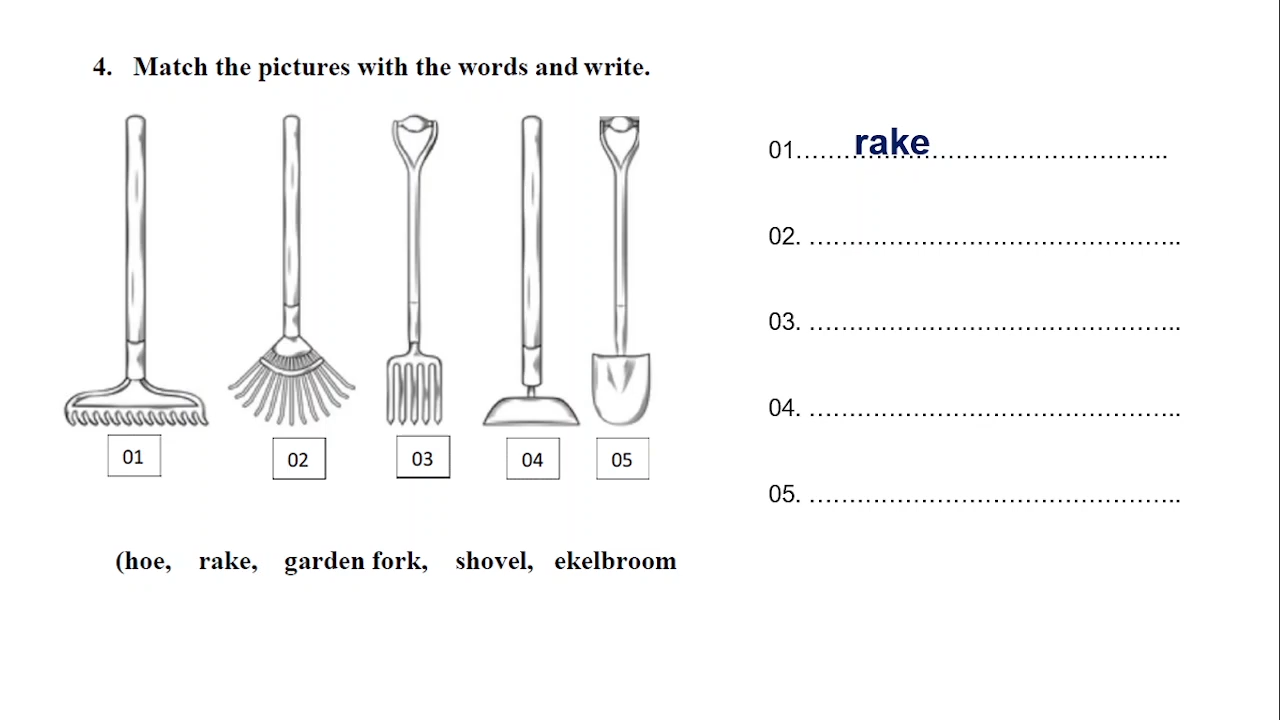 4. Match the pictures with the words and write.
01.......rake...............................
02. ..............................................
03. ..............................................
04. ..............................................
05. ..............................................
01 02 03 04 05
(hoe, rake, garden fork, shovel, ekelbroom